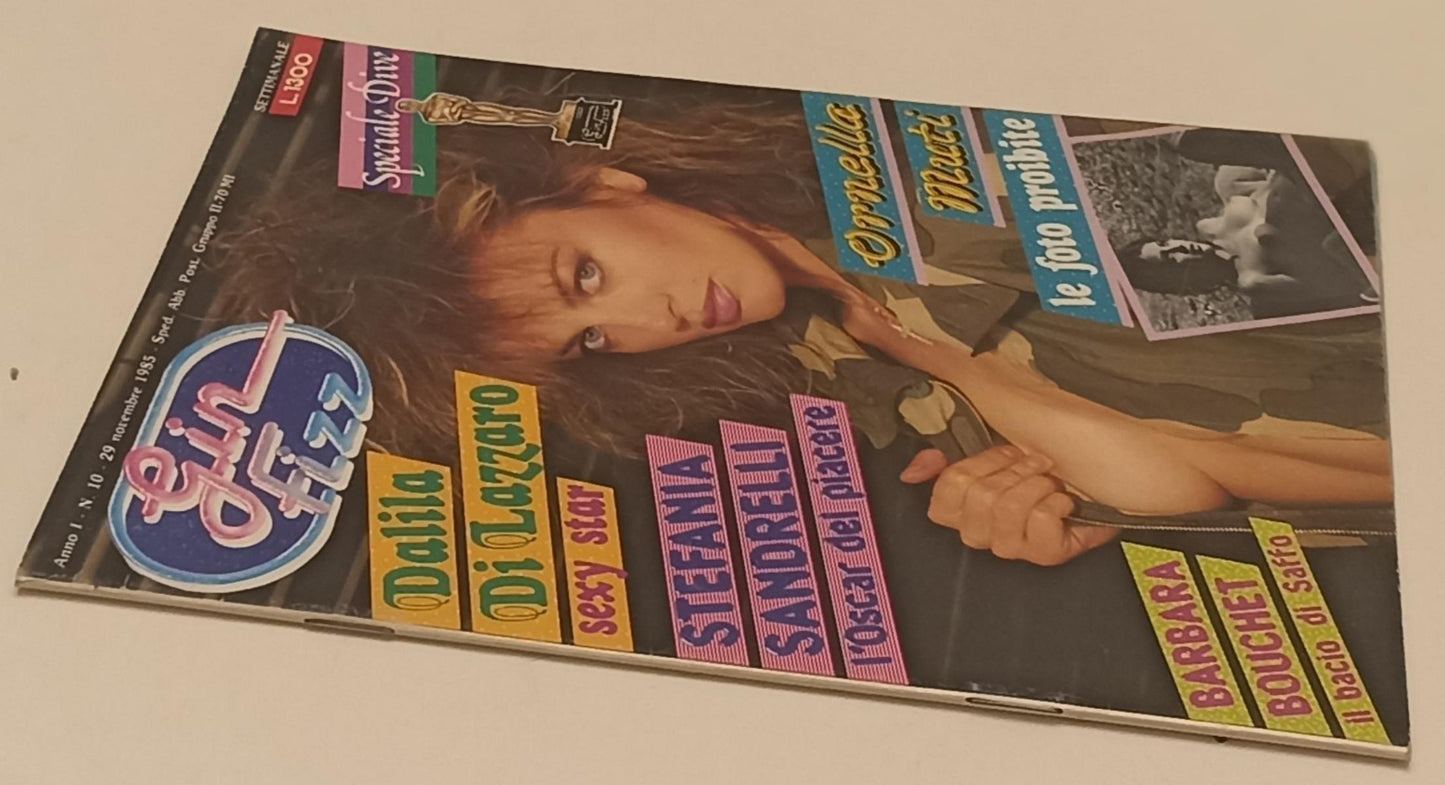 Anno I - N. 10 - 29 novembre 1985 - Sped. Abb. Post. Gruppo II-70 MI
SETTIMANALE
L.1300
Gin
Fizz
Speciale Dive
Dalila
Di Lazzaro
sexy star
STEFANIA
SANDRELLI
l'Oscar del piacere
Ornella
Muti
le foto proibite
BARBARA
BOUCHET
il bacio di Saffo